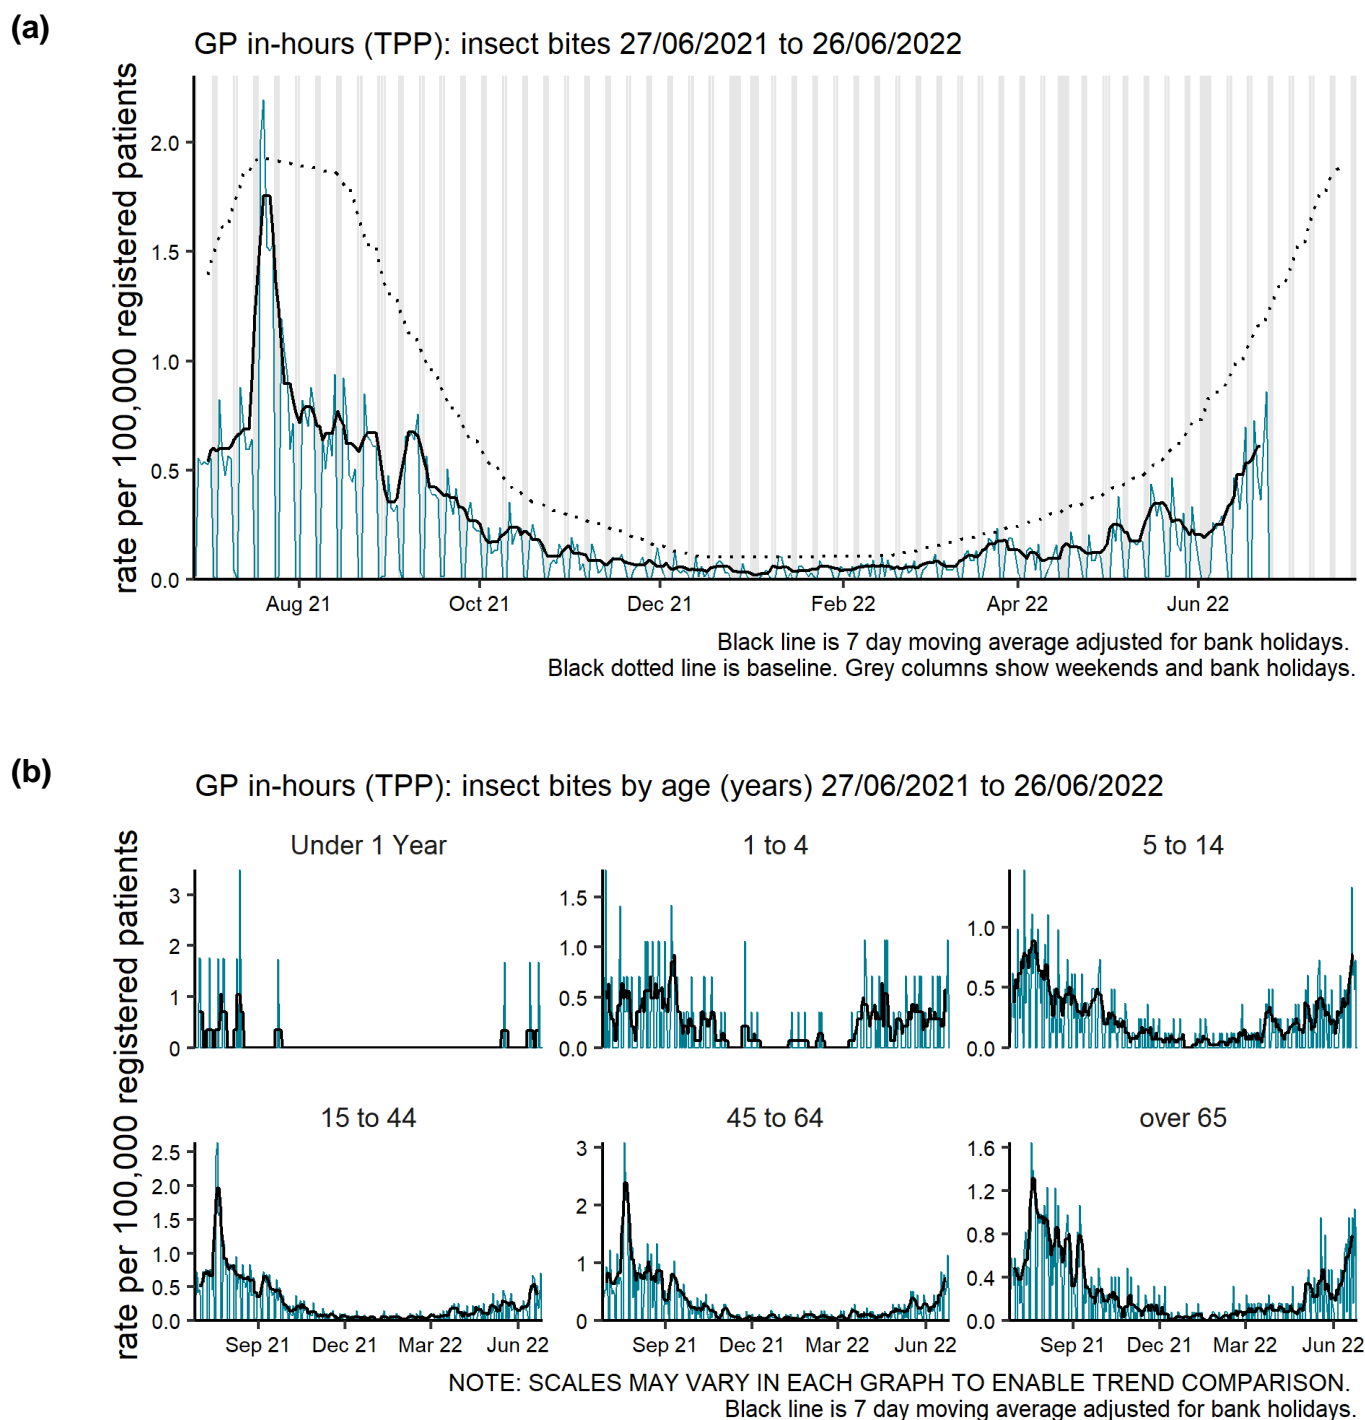 (a)
GP in-hours (TPP): insect bites 27/06/2021 to 26/06/2022
rate per 100,000 registered patients
2.0
1.5
1.0
0.5
0.0
Aug 21 Oct 21 Dec 21 Feb 22 Apr 22 Jun 22
Black line is 7 day moving average adjusted for bank holidays.
Black dotted line is baseline. Grey columns show weekends and bank holidays.
(b)
GP in-hours (TPP): insect bites by age (years) 27/06/2021 to 26/06/2022
rate per 100,000 registered patients
Under 1 Year
3
2
1
0
1 to 4
1.5
1.0
0.5
0.0
5 to 14
1.0
0.5
0.0
15 to 44
2.5
2.0
1.5
1.0
0.5
0.0
Sep 21 Dec 21 Mar 22 Jun 22
45 to 64
3
2
1
0
Sep 21 Dec 21 Mar 22 Jun 22
over 65
1.6
1.2
0.8
0.4
0.0
Sep 21 Dec 21 Mar 22 Jun 22
NOTE: SCALES MAY VARY IN EACH GRAPH TO ENABLE TREND COMPARISON.
Black line is 7 day moving average adjusted for bank holidays.